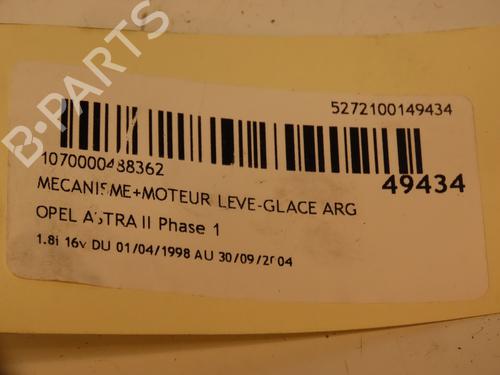 B-PARTS
5272100149434
1070000488362
49434
MECANISME+MOTEUR LEVE-GLACE ARG
OPEL ASTRA II Phase 1
1.8i 16v DU 01/04/1998 AU 30/09/2004